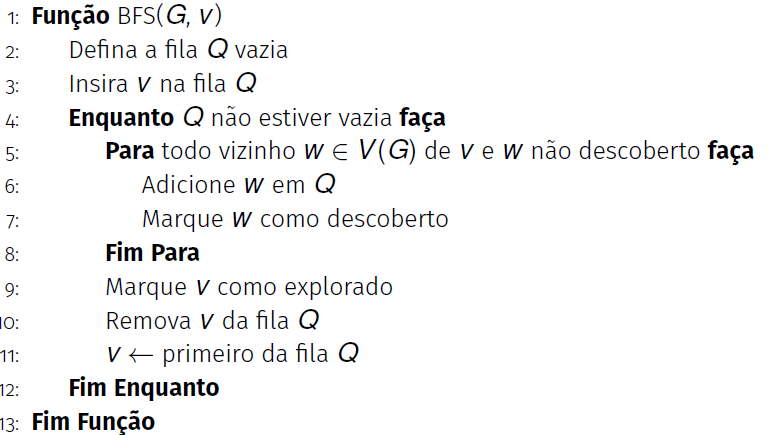 1: Função BFS(G, v)
2: Defina a fila Q vazia
3: Insira v na fila Q
4: Enquanto Q não estiver vazia faça
5: Para todo vizinho w ∈ V(G) de v e w não descoberto faça
6: Adicione w em Q
7: Marque w como descoberto
8: Fim Para
9: Marque v como explorado
10: Remova v da fila Q
11: v ← primeiro da fila Q
12: Fim Enquanto
13: Fim Função